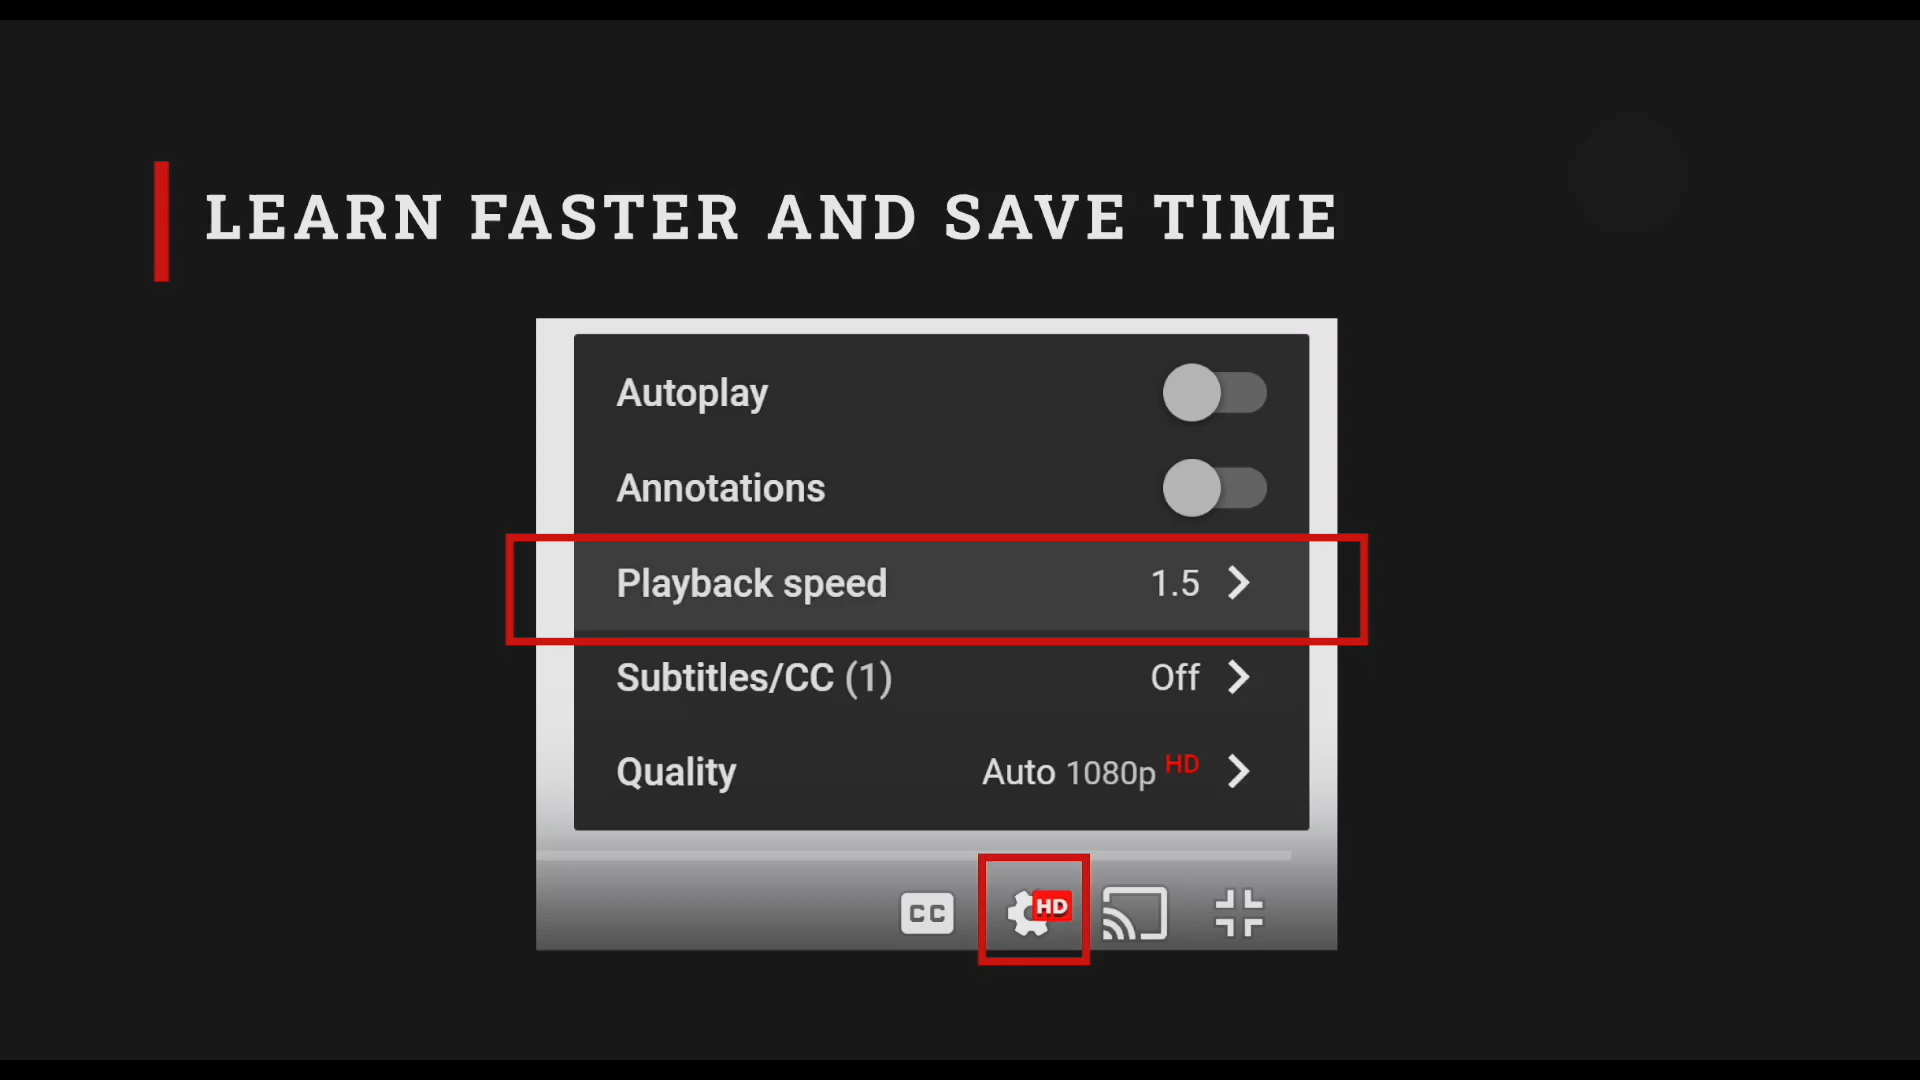 LEARN FASTER AND SAVE TIME
Autoplay
Annotations
Playback speed 1.5
Subtitles/CC (1) Off
Quality Auto 1080p HD
CC HD